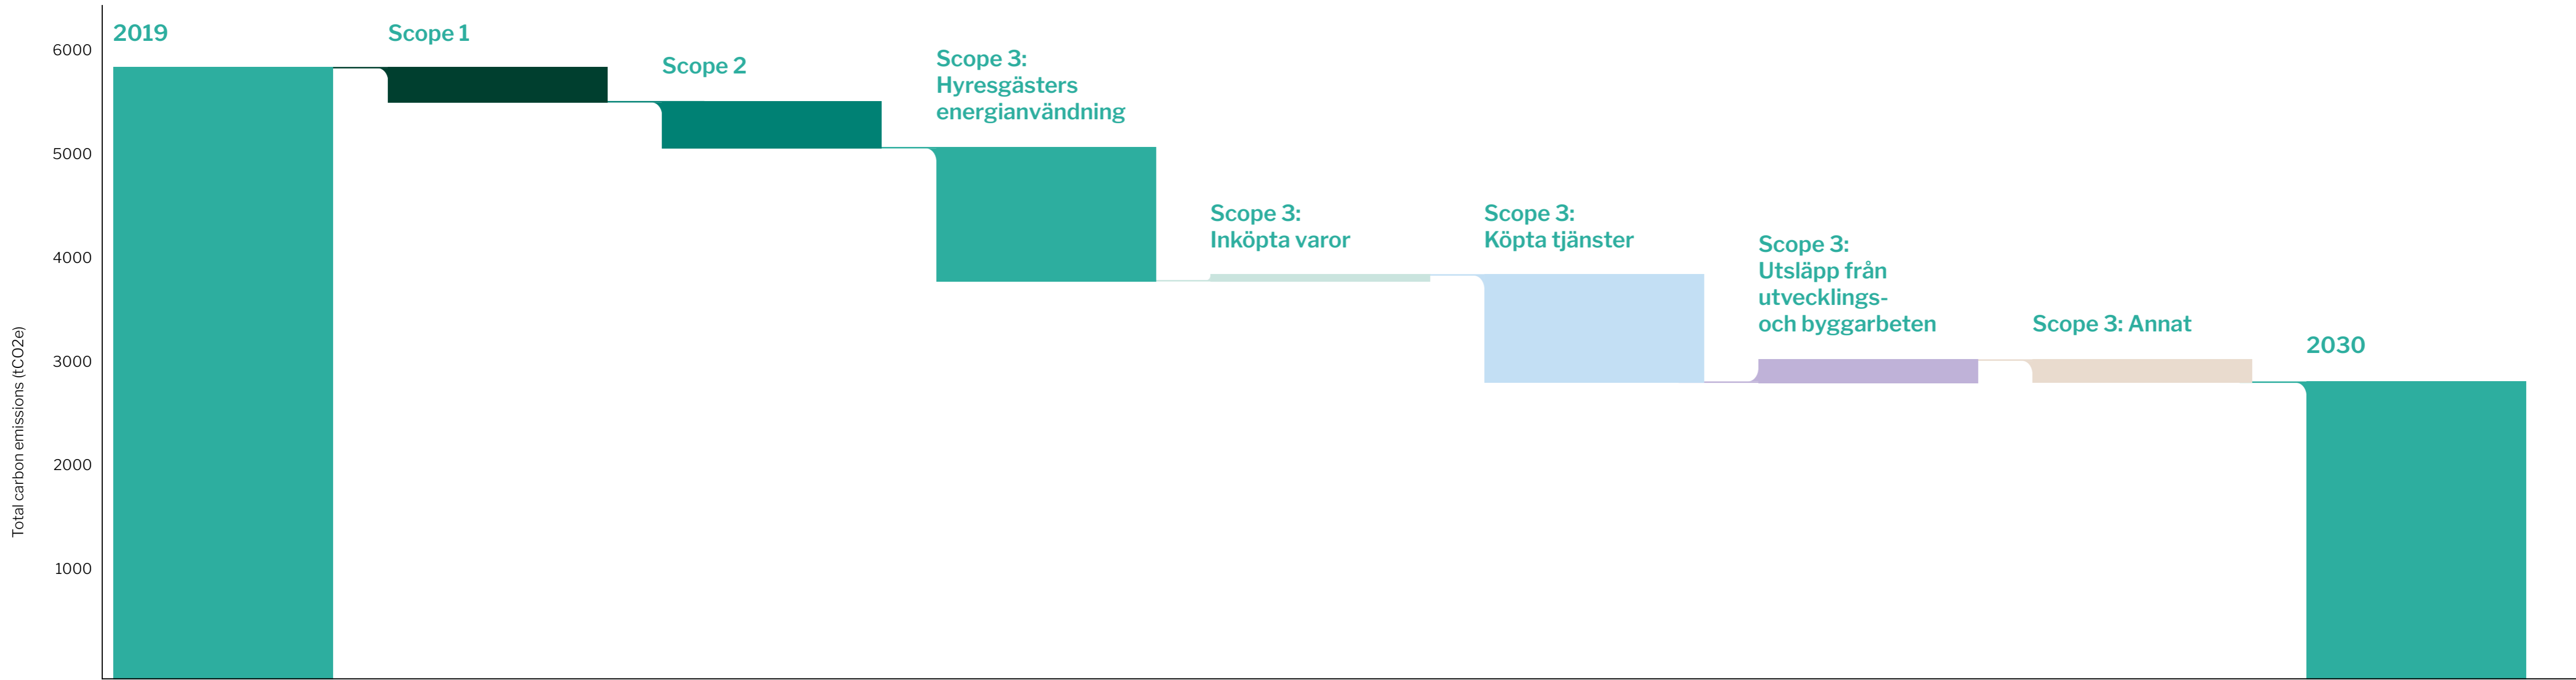 2019
Scope 1
Scope 2
Scope 3:
Hyresgästers
energianvändning
Scope 3:
Inköpta varor
Scope 3:
Köpta tjänster
Scope 3:
Utsläpp från
utvecklings-
och byggarbeten
Scope 3: Annat
2030
6000
5000
4000
3000
2000
1000
Total carbon emissions (tCO2e)